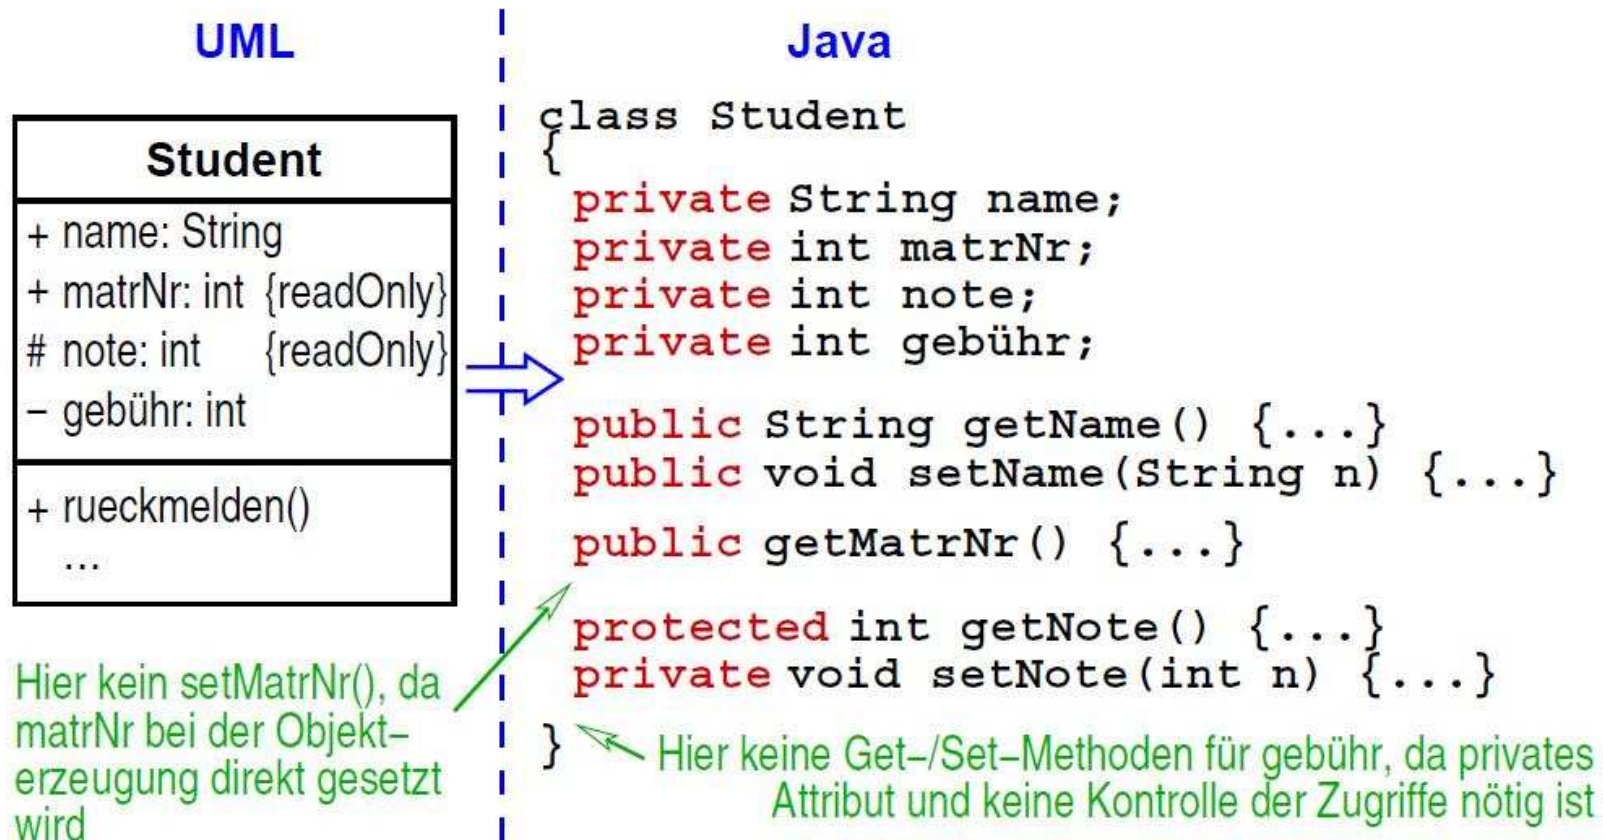 UML
Student
+ name: String
+ matrNr: int {readOnly}
# note: int {readOnly}
– gebühr: int
+ rueckmelden()
...
Hier kein setMatrNr(), da
matrNr bei der Objekt–
erzeugung direkt gesetzt
wird
Java
class Student
{
private String name;
private int matrNr;
private int note;
private int gebühr;
public String getName() {...}
public void setName(String n) {...}
public getMatrNr() {...}
protected int getNote() {...}
private void setNote(int n) {...}
}
Hier keine Get–/Set–Methoden für gebühr, da privates
Attribut und keine Kontrolle der Zugriffe nötig ist